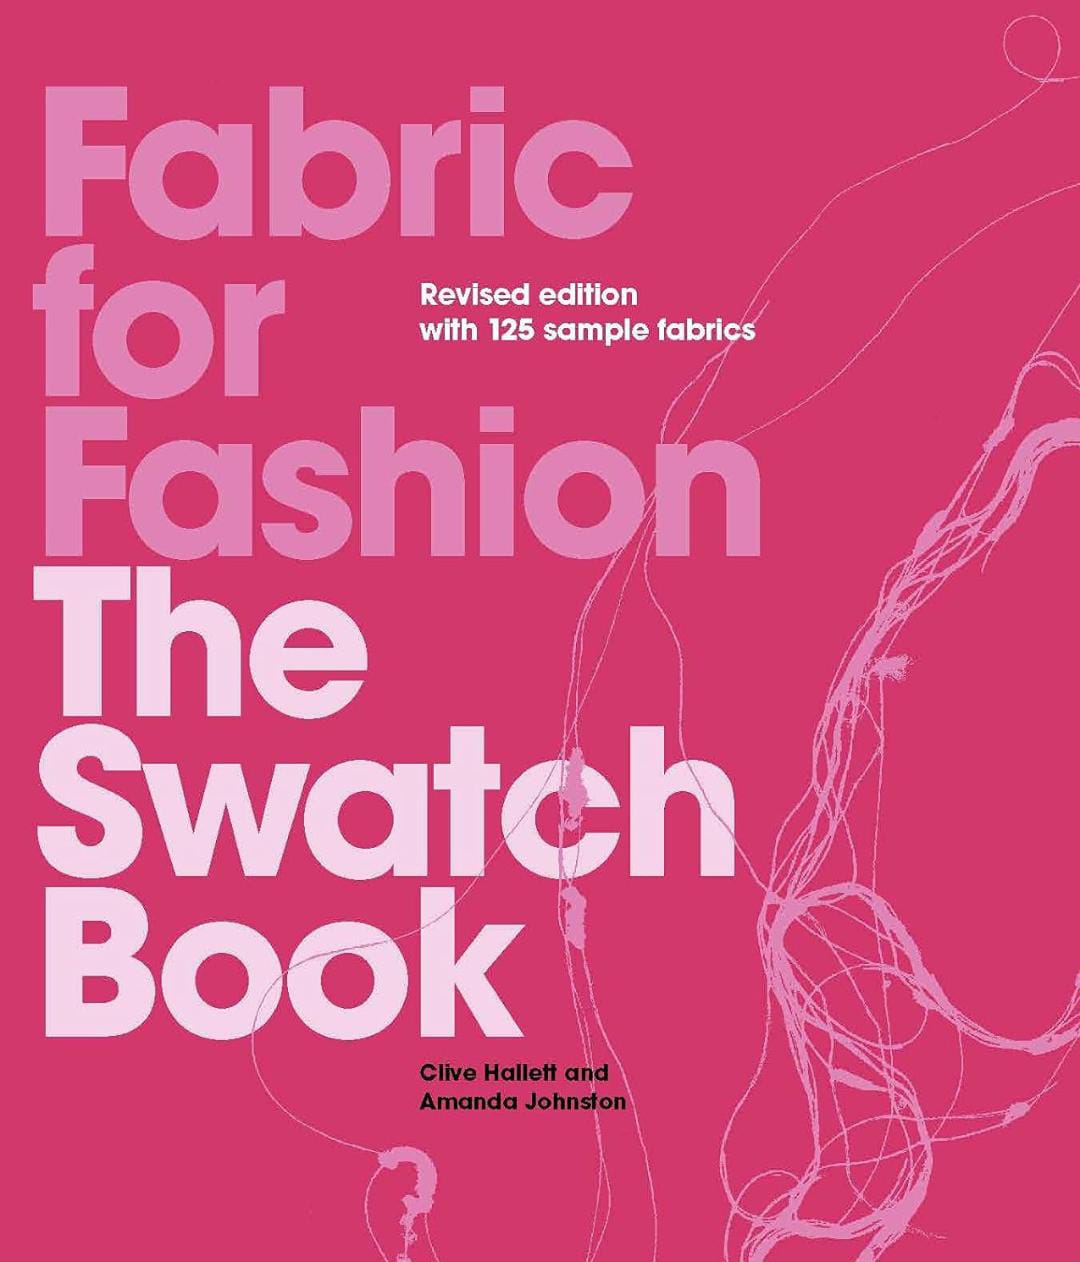 Fabric
for
Revised edition
with 125 sample fabrics
Fashion
The
Swatch
Book
Clive Hallett and
Amanda Johnston